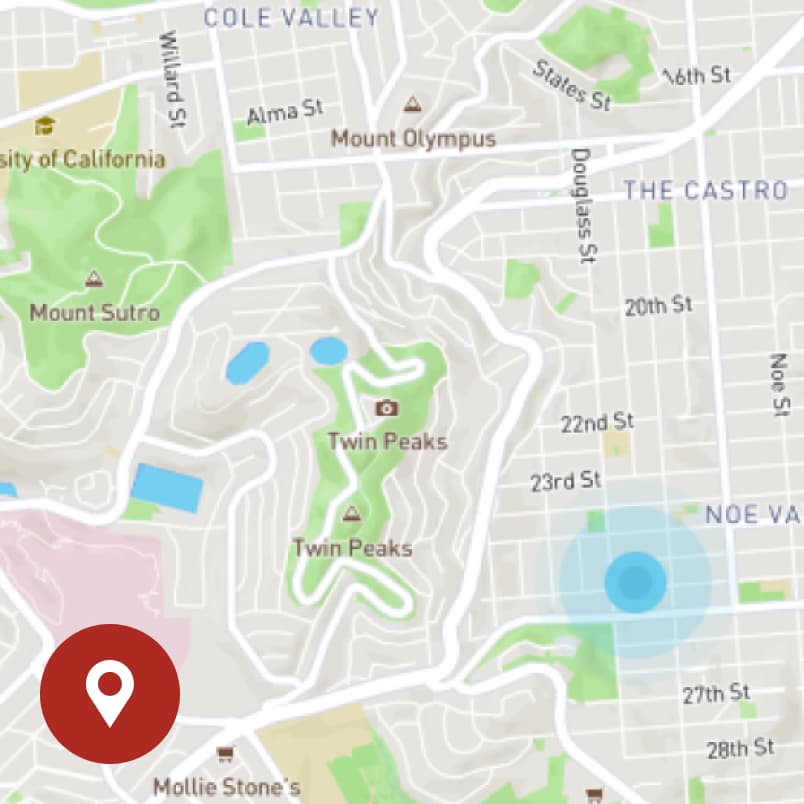 COLE VALLEY
Willard St
States St
16th St
Alma St
Mount Olympus
sity of California
Douglass St
THE CASTRO
Mount Sutro
20th St
Noe St
22nd St
Twin Peaks
23rd St
NOE VA
Twin Peaks
27th St
28th St
Mollie Stone's